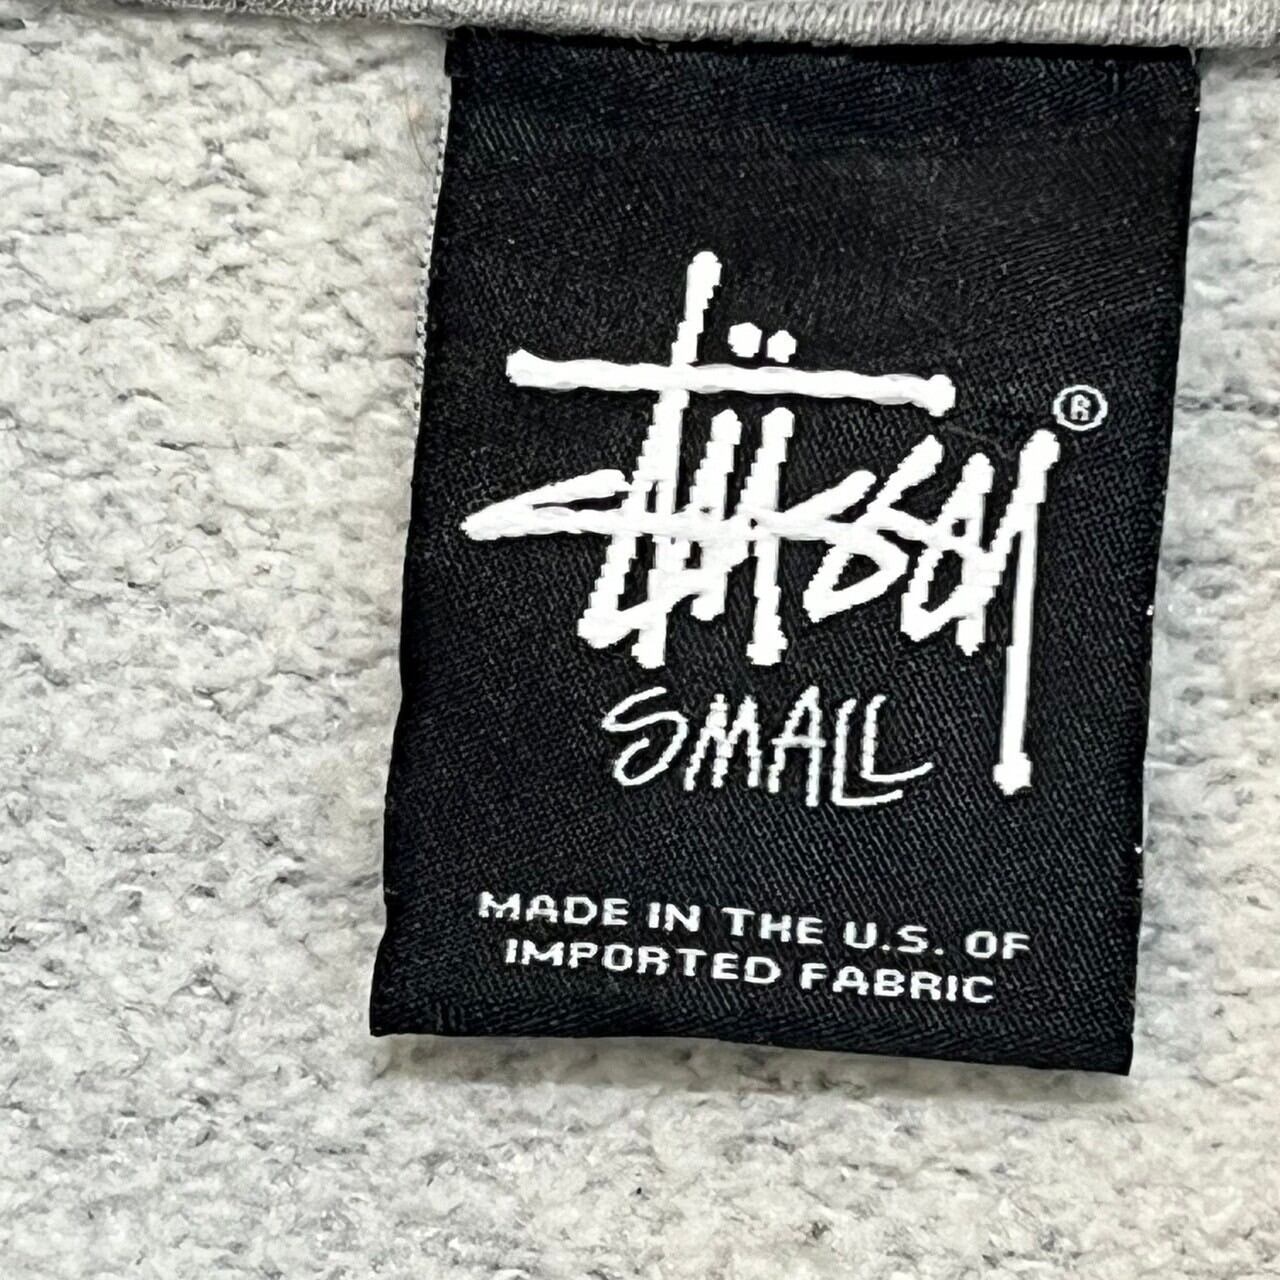 Stüssy®
SMALL
MADE IN THE U.S. OF
IMPORTED FABRIC